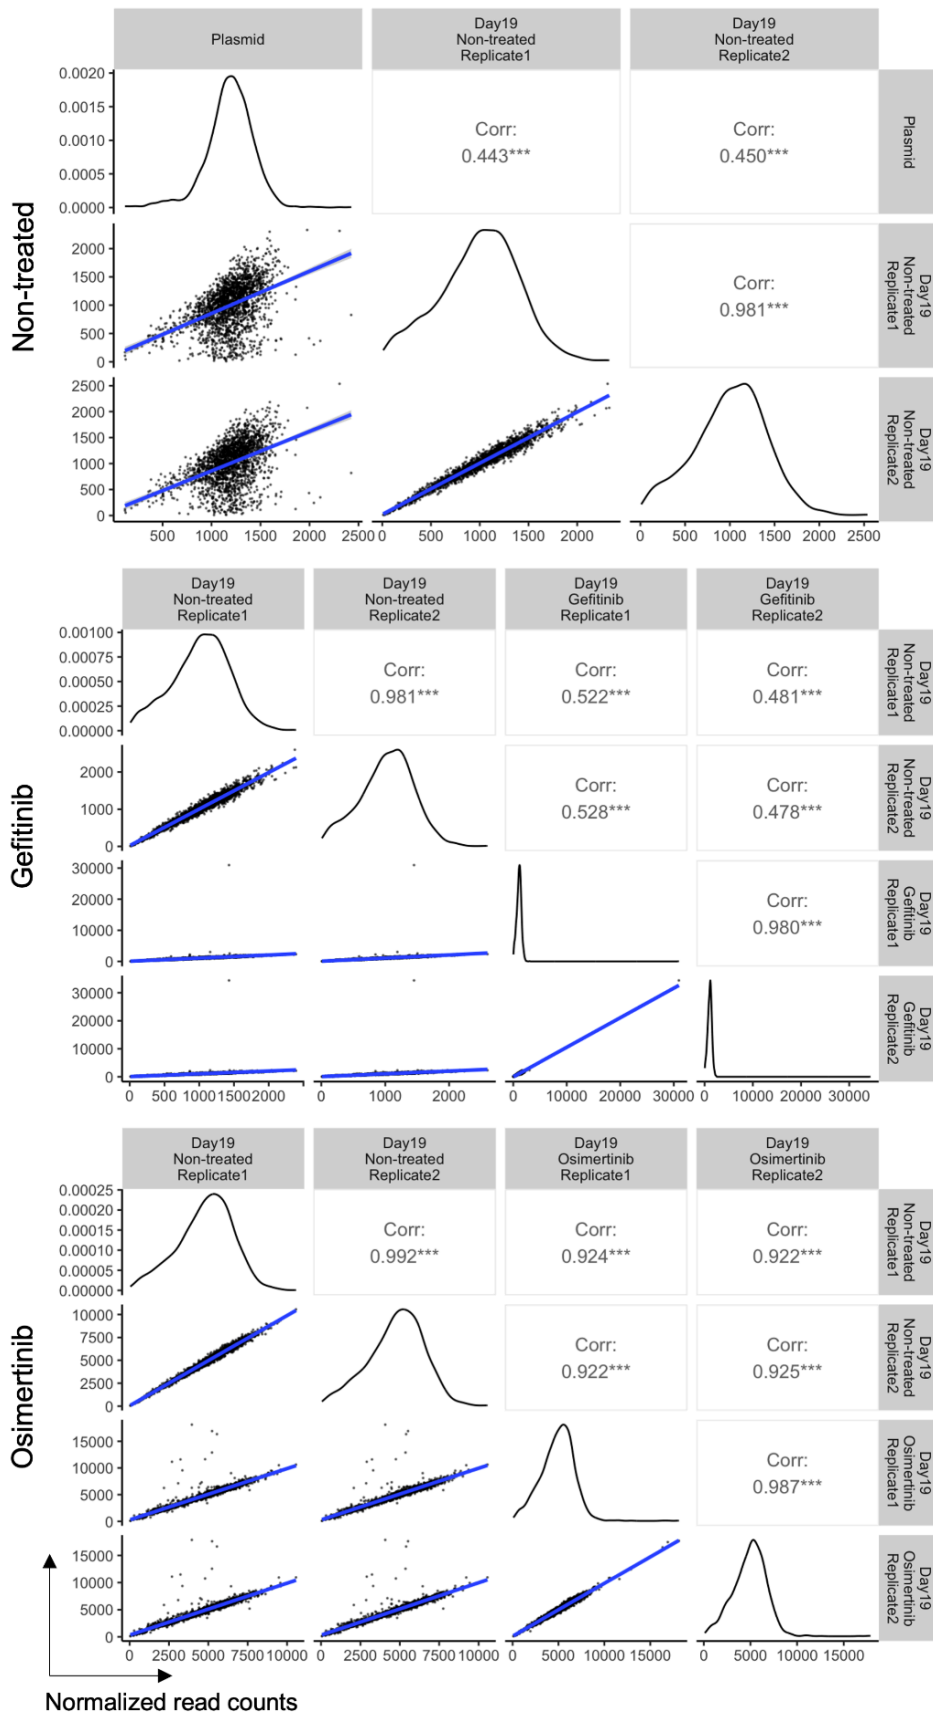 Plasmid
Day19
Non-treated
Replicate1
Day19
Non-treated
Replicate2
Non-treated
0.0020
0.0015
0.0010
0.0005
0.0000
Corr:
0.443***
Corr:
0.450***
Plasmid
2000
1500
1000
500
0
Corr:
0.981***
Day19
Non-treated
Replicate1
2500
2000
1500
1000
500
0
Day19
Non-treated
Replicate2
500 1000 1500 2000 2500
0 500 1000 1500 2000
0 500 1000 1500 2000 2500
Day19
Non-treated
Replicate1
Day19
Non-treated
Replicate2
Day19
Gefitinib
Replicate1
Day19
Gefitinib
Replicate2
Gefitinib
0.00100
0.00075
0.00050
0.00025
0.00000
Corr:
0.981***
Corr:
0.522***
Corr:
0.481***
Day19
Non-treated
Replicate1
2000
1000
0
Corr:
0.528***
Corr:
0.478***
Day19
Non-treated
Replicate2
30000
20000
10000
0
Corr:
0.980***
Day19
Gefitinib
Replicate1
30000
20000
10000
0
Day19
Gefitinib
Replicate2
0 500 1000 1500 2000
0 1000 2000
0 10000 20000 30000
0 10000 20000 30000
Day19
Non-treated
Replicate1
Day19
Non-treated
Replicate2
Day19
Osimertinib
Replicate1
Day19
Osimertinib
Replicate2
Osimertinib
0.00025
0.00020
0.00015
0.00010
0.00005
0.00000
Corr:
0.992***
Corr:
0.924***
Corr:
0.922***
Day19
Non-treated
Replicate1
10000
7500
5000
2500
0
Corr:
0.922***
Corr:
0.925***
Day19
Non-treated
Replicate2
15000
10000
5000
0
Corr:
0.987***
Day19
Osimertinib
Replicate1
15000
10000
5000
0
Day19
Osimertinib
Replicate2
0 2500 5000 7500 10000
0 2500 5000 7500 10000
0 5000 10000 15000
0 5000 10000 15000
Normalized read counts